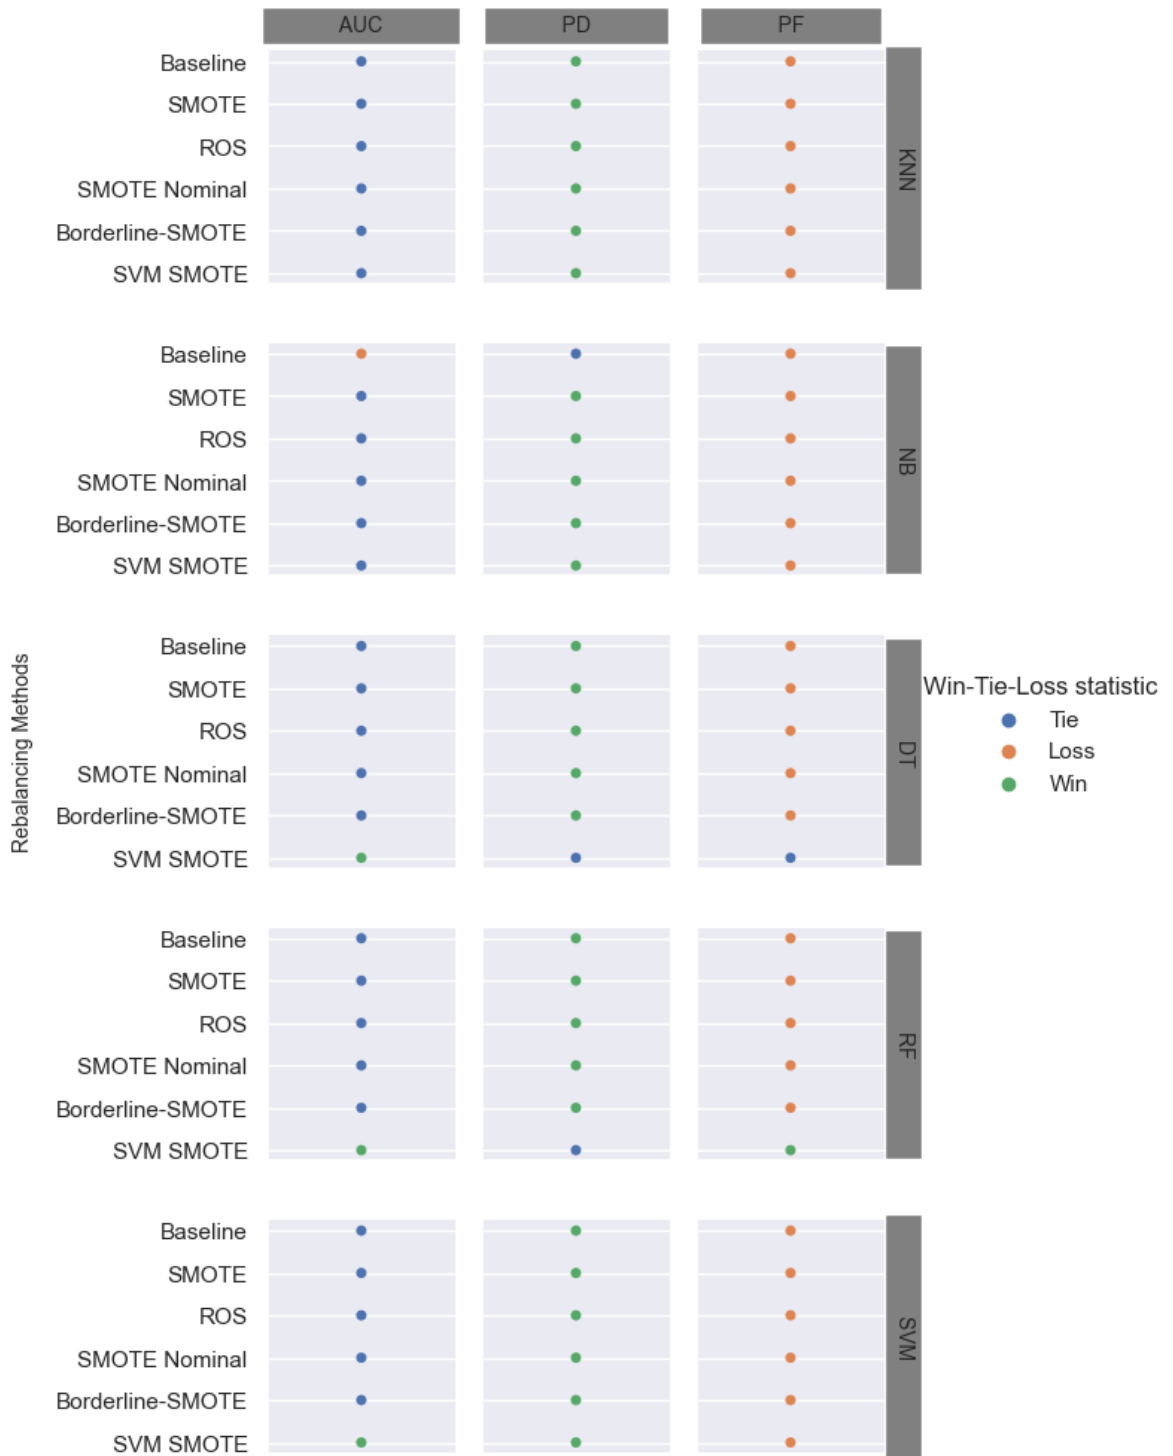 AUC PD PF
Baseline
SMOTE
ROS
SMOTE Nominal
Borderline-SMOTE
SVM SMOTE
KNN
Baseline
SMOTE
ROS
SMOTE Nominal
Borderline-SMOTE
SVM SMOTE
NB
Rebalancing Methods
Baseline
SMOTE
ROS
SMOTE Nominal
Borderline-SMOTE
SVM SMOTE
DT
Win-Tie-Loss statistic
Tie
Loss
Win
Baseline
SMOTE
ROS
SMOTE Nominal
Borderline-SMOTE
SVM SMOTE
RF
Baseline
SMOTE
ROS
SMOTE Nominal
Borderline-SMOTE
SVM SMOTE
SVM